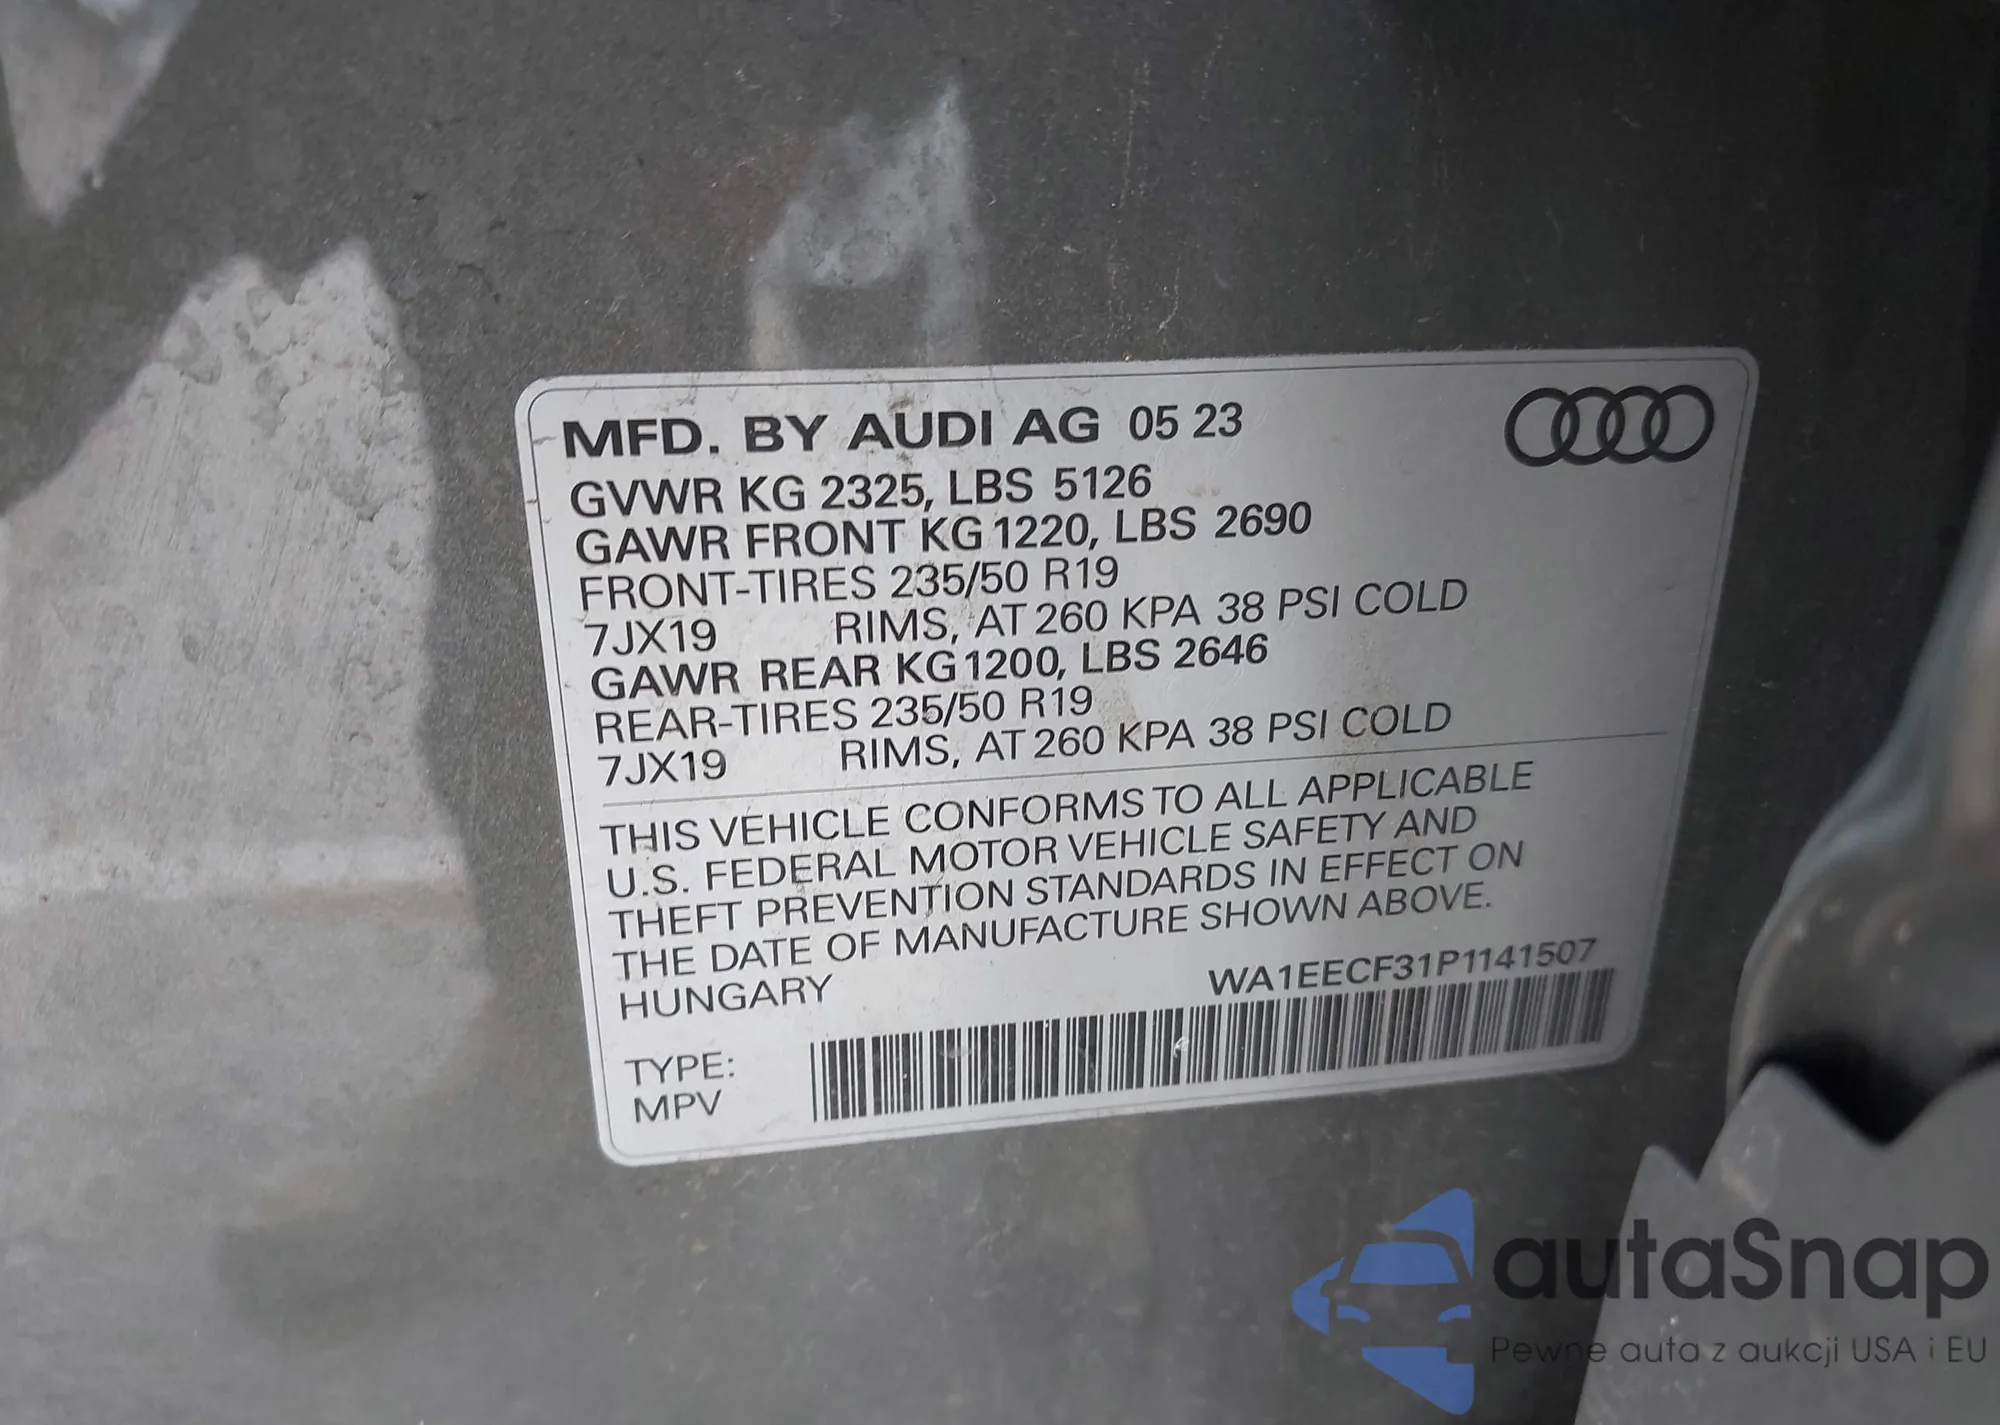 MFD. BY AUDI AG 05 23
GVWR KG 2325, LBS 5126
GAWR FRONT KG 1220, LBS 2690
FRONT-TIRES 235/50 R19
7JX19 RIMS, AT 260 KPA 38 PSI COLD
GAWR REAR KG 1200, LBS 2646
REAR-TIRES 235/50 R19
7JX19 RIMS, AT 260 KPA 38 PSI COLD
THIS VEHICLE CONFORMS TO ALL APPLICABLE
U.S. FEDERAL MOTOR VEHICLE SAFETY AND
THEFT PREVENTION STANDARDS IN EFFECT ON
THE DATE OF MANUFACTURE SHOWN ABOVE.
HUNGARY WA1EECF31P1141507
TYPE:
MPV
autaSnap
Pewne auta z aukcji USA i EU